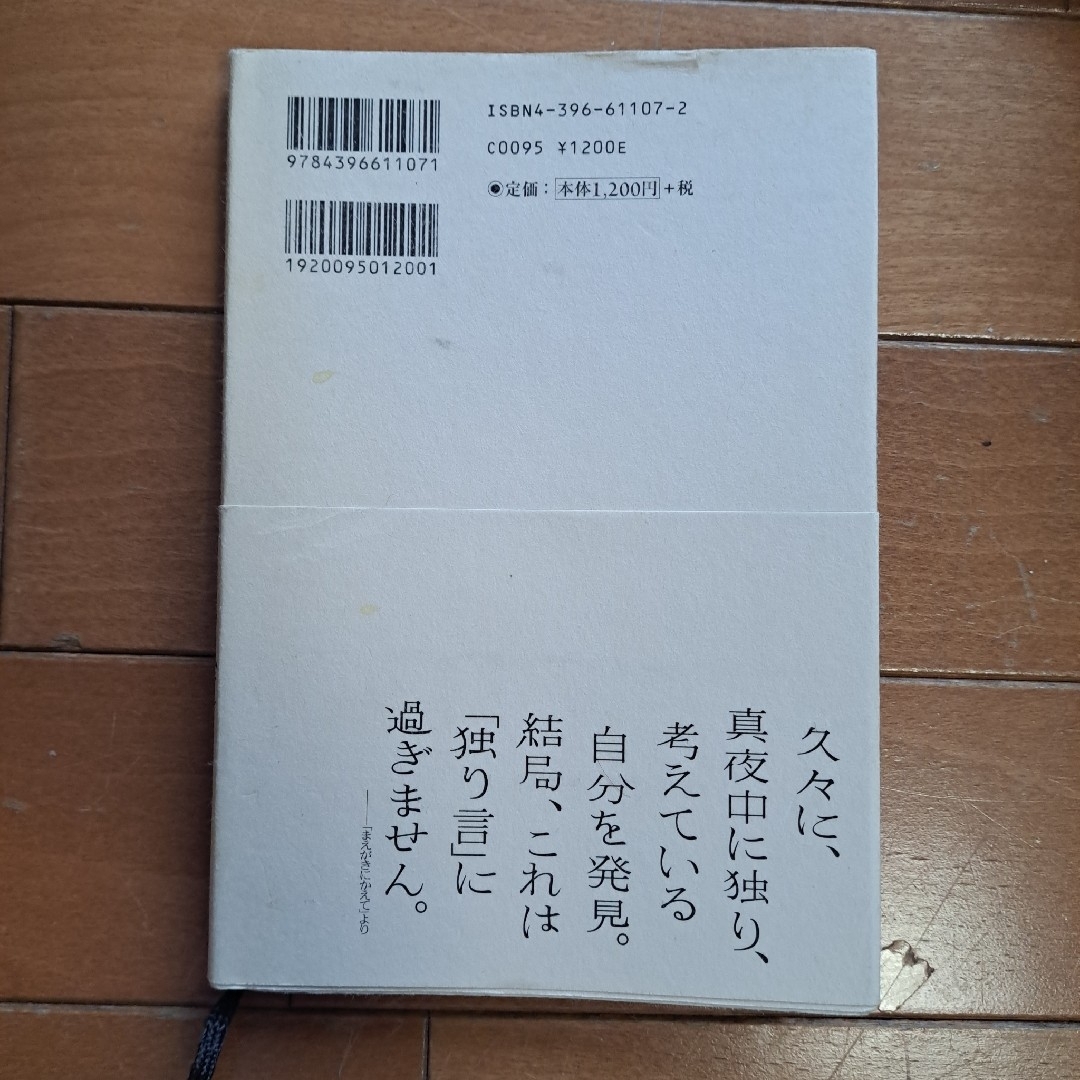 9784396611071
1920095012001
ISBN4-396-61107-2
C0095 ¥1200E
●定価：本体1,200円+税
久々に、
真夜中に独り、
考えている
自分を発見。
結局、これは
「独り言」に
過ぎません。
——「まえがきにかえて」より